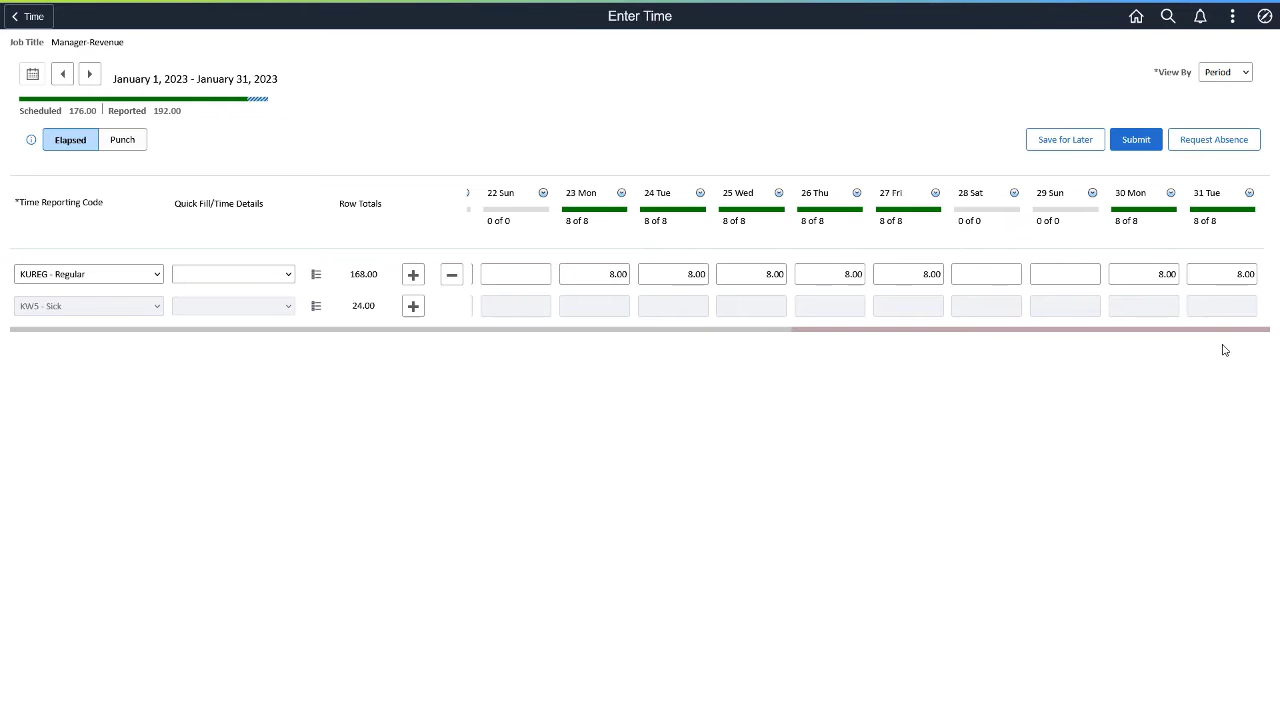 Time
Enter Time
Job Title Manager-Revenue
January 1, 2023 - January 31, 2023
*View By Period
Scheduled 176.00 Reported 192.00
Elapsed Punch Save for Later Submit Request Absence
*Time Reporting Code Quick Fill/Time Details Row Totals 22 Sun 23 Mon 24 Tue 25 Wed 26 Thu 27 Fri 28 Sat 29 Sun 30 Mon 31 Tue
0 of 0 8 of 8 8 of 8 8 of 8 8 of 8 8 of 8 0 of 0 0 of 0 8 of 8 8 of 8
KUREG - Regular 168.00 8.00 8.00 8.00 8.00 8.00 8.00 8.00
KW5 - Sick 24.00